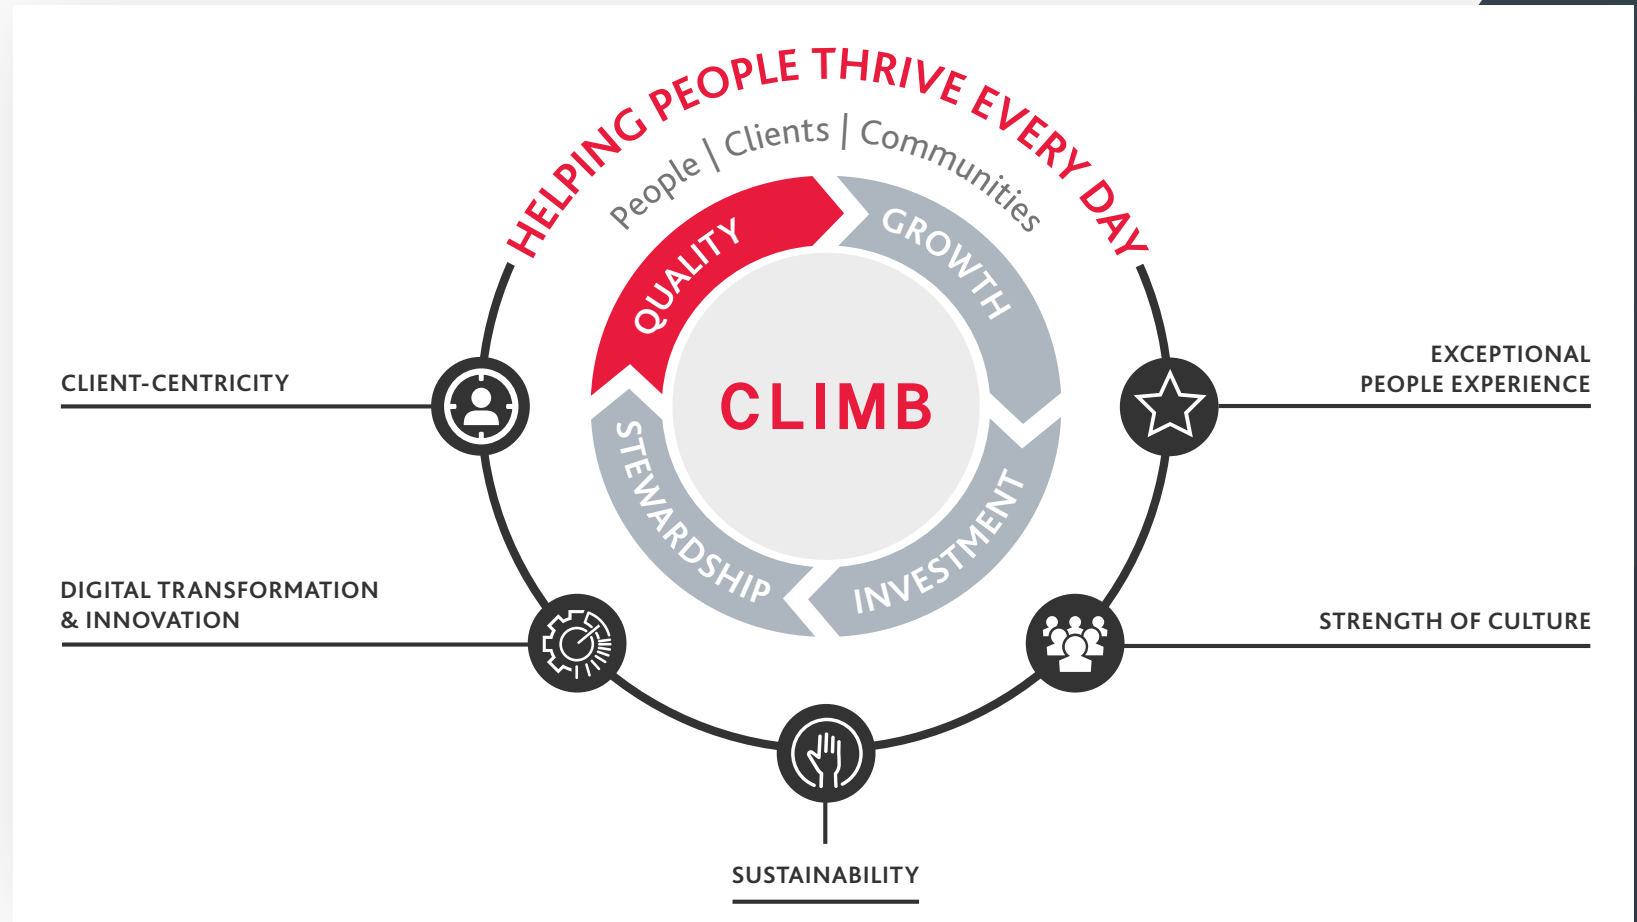 HELPING PEOPLE THRIVE EVERY DAY
People | Clients | Communities
QUALITY
GROWTH
CLIMB
STEWARDSHIP
INVESTMENT
CLIENT-CENTRICITY
EXCEPTIONAL
PEOPLE EXPERIENCE
DIGITAL TRANSFORMATION
& INNOVATION
STRENGTH OF CULTURE
SUSTAINABILITY